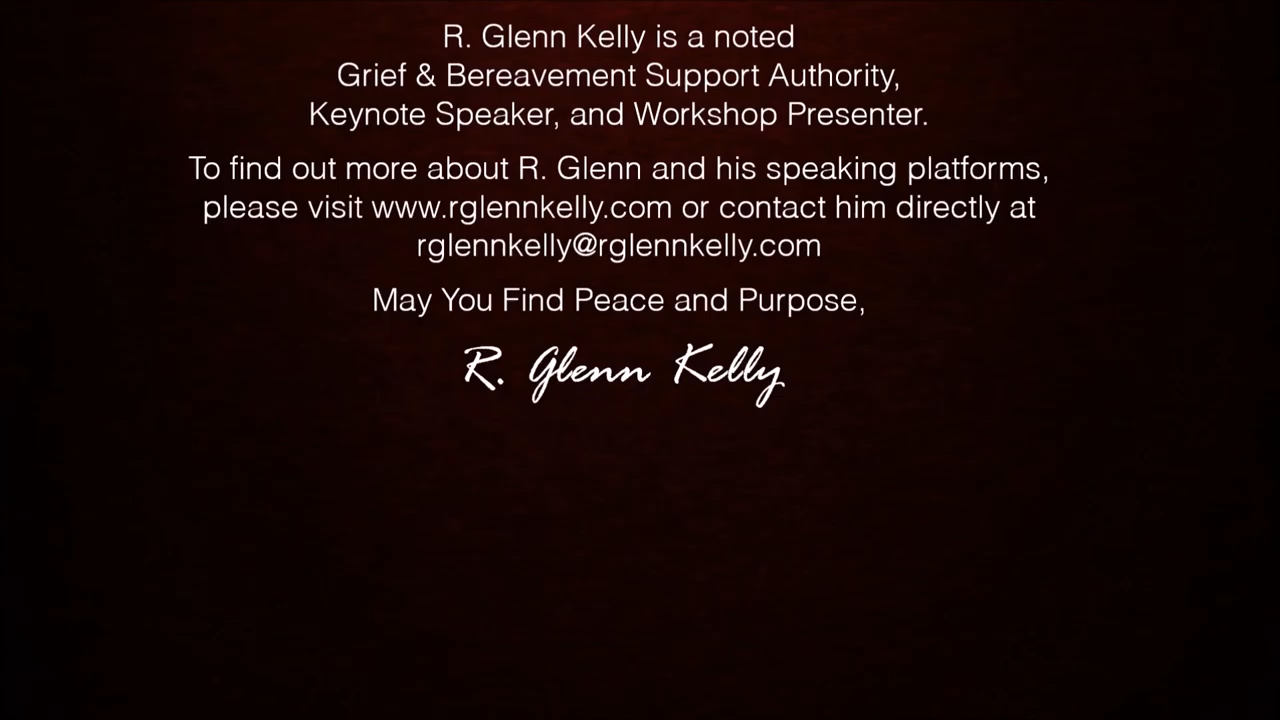 R. Glenn Kelly is a noted
Grief & Bereavement Support Authority,
Keynote Speaker, and Workshop Presenter.
To find out more about R. Glenn and his speaking platforms,
please visit www.rglennkelly.com or contact him directly at
rglennkelly@rglennkelly.com
May You Find Peace and Purpose,
R. Glenn Kelly